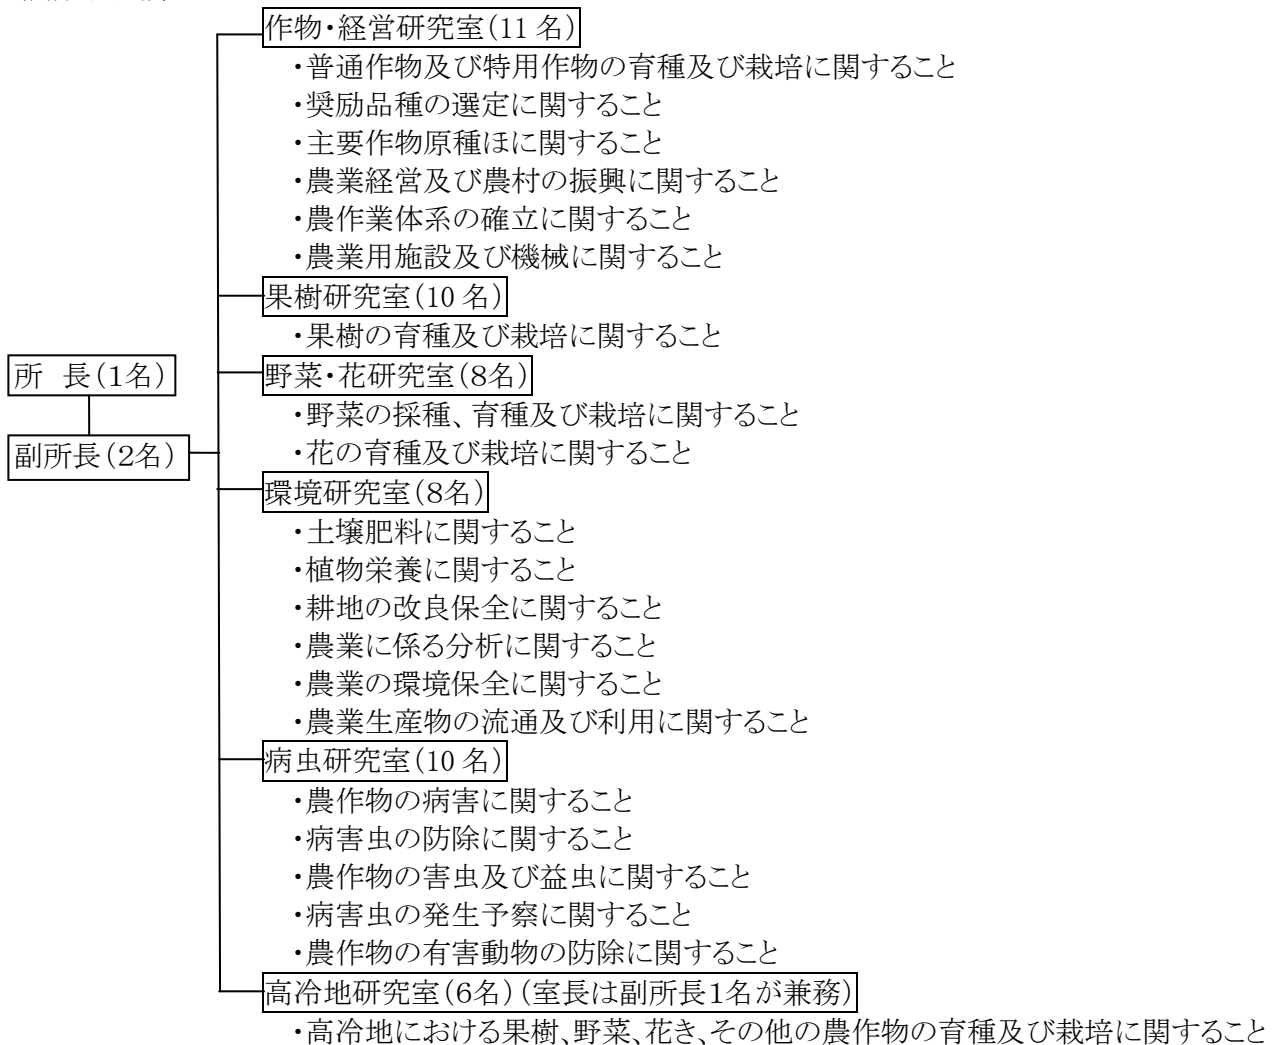 作物・経営研究室(11名)
・普通作物及び特用作物の育種及び栽培に関すること
・奨励品種の選定に関すること
・主要作物原種ほに関すること
・農業経営及び農村の振興に関すること
・農作業体系の確立に関すること
・農業用施設及び機械に関すること
果樹研究室(10名)
・果樹の育種及び栽培に関すること
所 長(1名)
副所長(2名)
野菜・花研究室(8名)
・野菜の採種、育種及び栽培に関すること
・花の育種及び栽培に関すること
環境研究室(8名)
・土壌肥料に関すること
・植物栄養に関すること
・耕地の改良保全に関すること
・農業に係る分析に関すること
・農業の環境保全に関すること
・農業生産物の流通及び利用に関すること
病虫研究室(10名)
・農作物の病害に関すること
・病害虫の防除に関すること
・農作物の害虫及び益虫に関すること
・病害虫の発生予察に関すること
・農作物の有害動物の防除に関すること
高冷地研究室(6名)(室長は副所長1名が兼務)
・高冷地における果樹、野菜、花き、その他の農作物の育種及び栽培に関すること